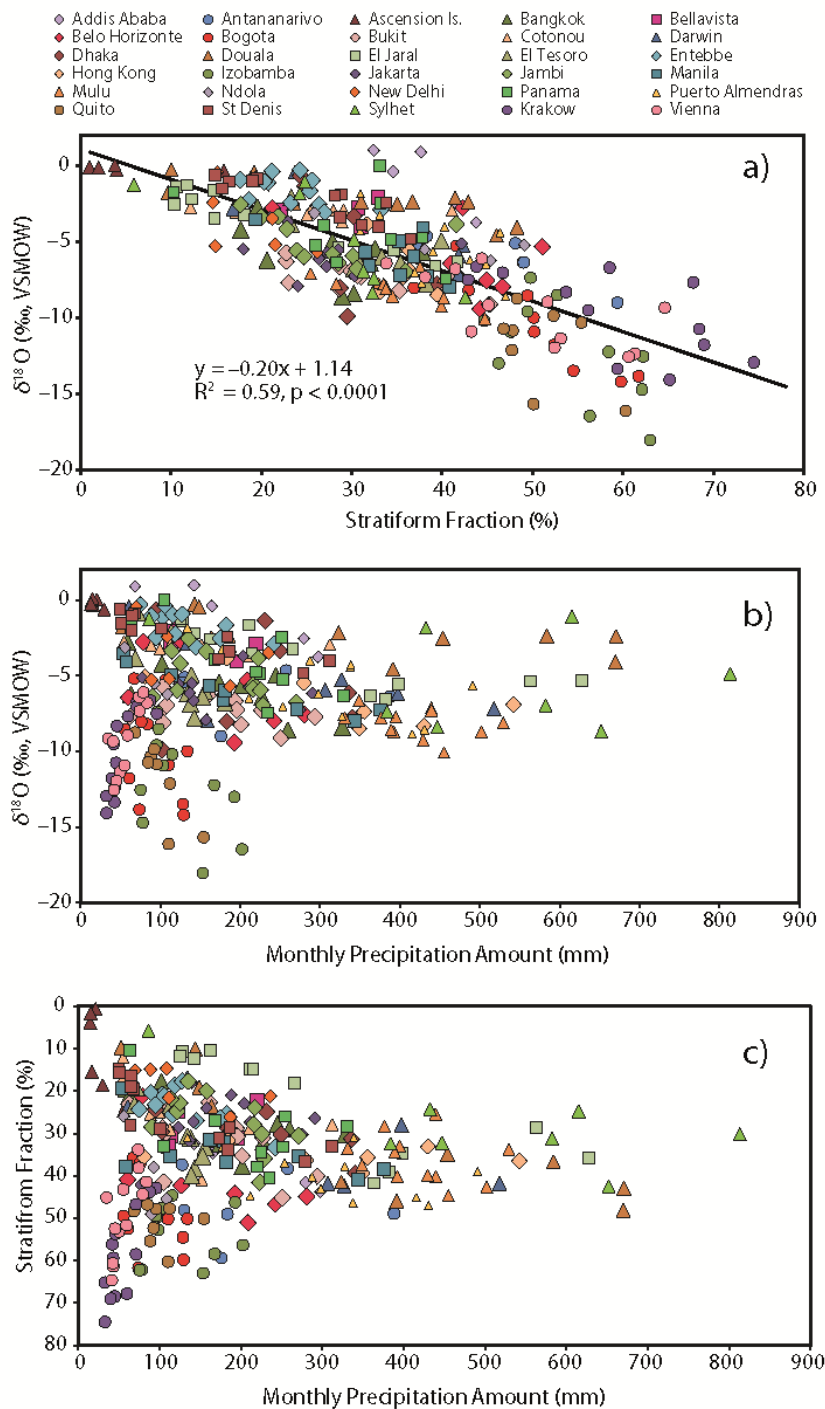 Addis Ababa Antananarivo Ascension Is. Bangkok Bellavista
Belo Horizonte Bogota Bukit Cotonou Darwin
Dhaka Douala El Jaral El Tesoro Entebbe
Hong Kong Izobamba Jakarta Jambi Manila
Mulu Ndola New Delhi Panama Puerto Almendras
Quito St Denis Sylhet Krakow Vienna
a)
0
−5
−10
−15
−20
δ¹⁸O (‰, VSMOW)
y = −0.20x + 1.14
R² = 0.59, p < 0.0001
0 10 20 30 40 50 60 70 80
Stratiform Fraction (%)
b)
0
−5
−10
−15
−20
δ¹⁸O (‰, VSMOW)
0 100 200 300 400 500 600 700 800 900
Monthly Precipitation Amount (mm)
c)
0
10
20
30
40
50
60
70
80
Stratifrom Fraction (%)
0 100 200 300 400 500 600 700 800 900
Monthly Precipitation Amount (mm)